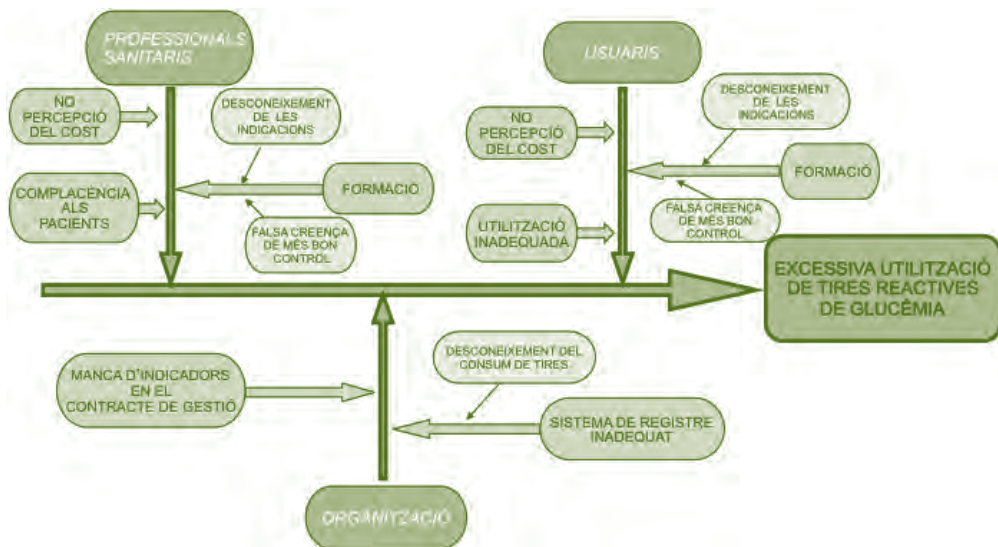 PROFESSIONALS
SANITARIS
USUARIS
NO
PERCEPCIÓ
DEL COST
DESCONEIXEMENT
DE LES
INDICACIONS
COMPLACÈNCIA
ALS
PACIENTS
FORMACIÓ
FALSA CREENÇA
DE MÉS BON
CONTROL
NO
PERCEPCIÓ
DEL COST
DESCONEIXEMENT
DE LES
INDICACIONS
FORMACIÓ
UTILITZACIÓ
INADEQUADA
FALSA CREENÇA
DE MÉS BON
CONTROL
EXCESSIVA UTILITZACIÓ
DE TIRES REACTIVES
DE GLUCÈMIA
MANCA D'INDICADORS
EN EL
CONTRACTE DE GESTIÓ
DESCONEIXEMENT DEL
CONSUM DE TIRES
SISTEMA DE REGISTRE
INADEQUAT
ORGANITZACIÓ